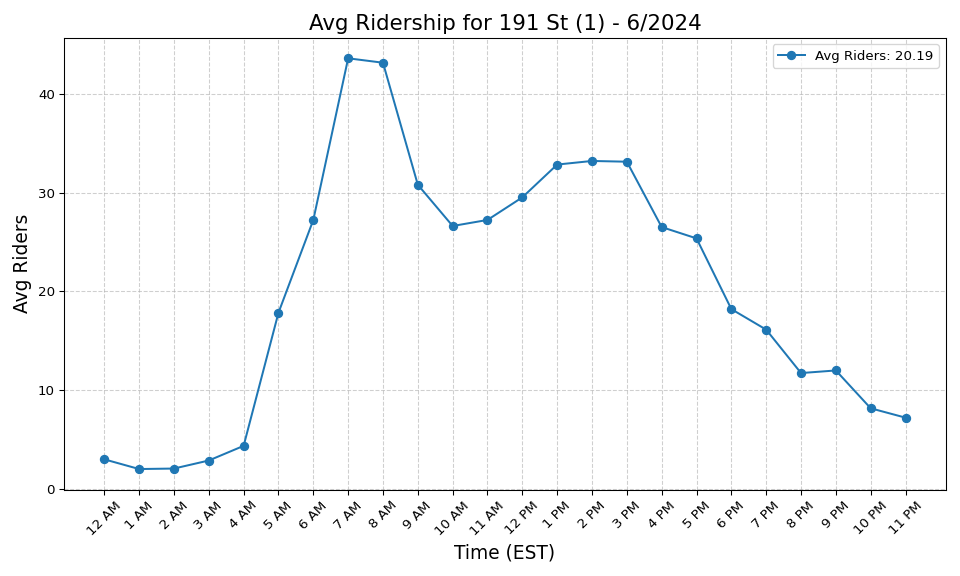 Avg Ridership for 191 St (1) - 6/2024
Avg Riders: 20.19
Avg Riders
40
30
20
10
0
12 AM
1 AM
2 AM
3 AM
4 AM
5 AM
6 AM
7 AM
8 AM
9 AM
10 AM
11 AM
12 PM
1 PM
2 PM
3 PM
4 PM
5 PM
6 PM
7 PM
8 PM
9 PM
10 PM
11 PM
Time (EST)